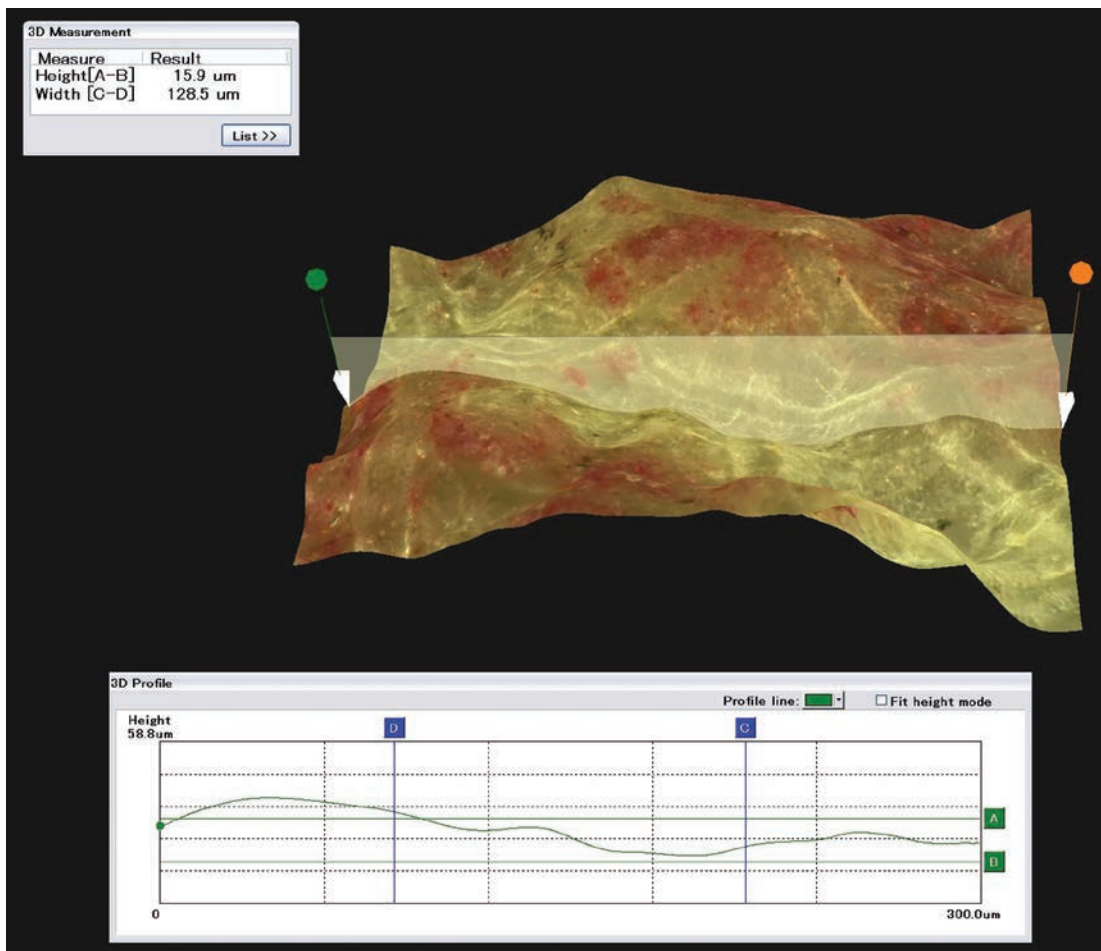 3D Measurement
Measure Result
Height[A-B] 15.9 um
Width [C-D] 128.5 um
List >>
3D Profile
Profile line: Fit height mode
Height
58.8um
D C
A
B
0 300.0um